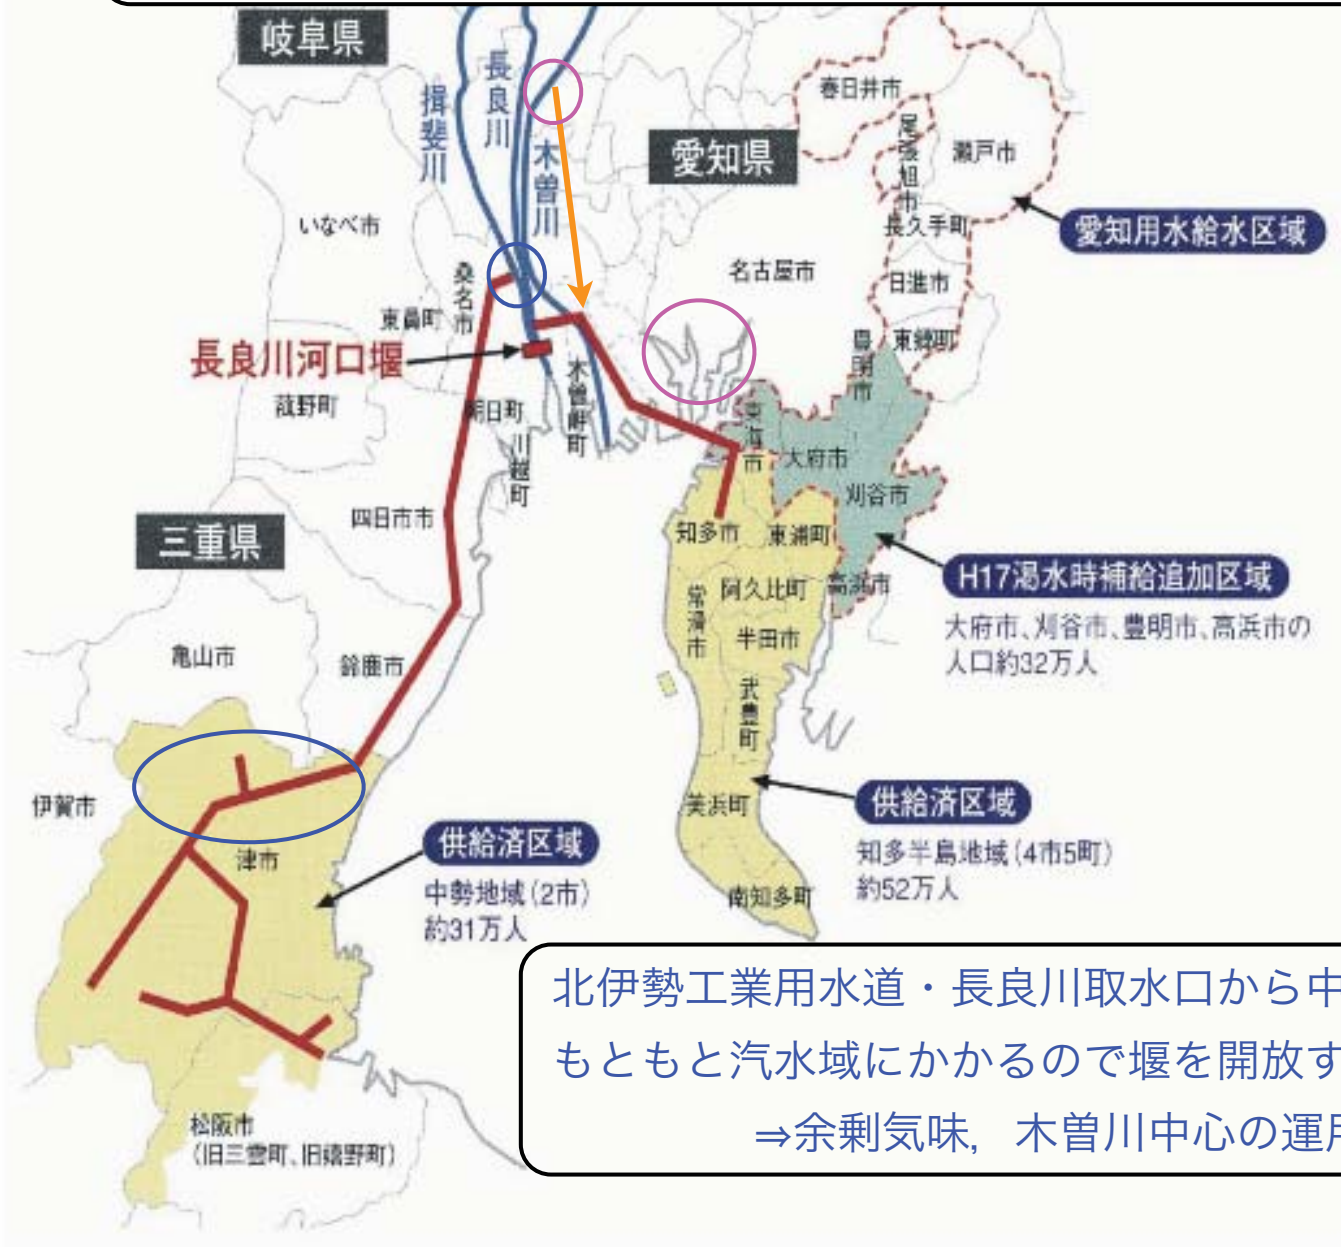 岐阜県
長良川
揖斐川
木曽川
愛知県
春日井市
尾張旭市
瀬戸市
長久手町
愛知用水給水区域
いなべ市
名古屋市
日進市
桑名市
東員町
東郷町
豊明市
長良川河口堰
木曽岬町
菰野町
朝日町
川越町
東海市
大府市
刈谷市
四日市市
三重県
知多市
東浦町
H17渇水時補給追加区域
大府市、刈谷市、豊明市、高浜市の
人口約32万人
阿久比町
高浜市
常滑市
半田市
亀山市
鈴鹿市
武豊町
伊賀市
美浜町
供給済区域
知多半島地域(4市5町)
約52万人
津市
供給済区域
中勢地域(2市)
約31万人
南知多町
北伊勢工業用水道・長良川取水口から中
もともと汽水域にかかるので堰を開放す
⇒余剰気味，木曽川中心の運用
松阪市
(旧三雲町、旧嬉野町)